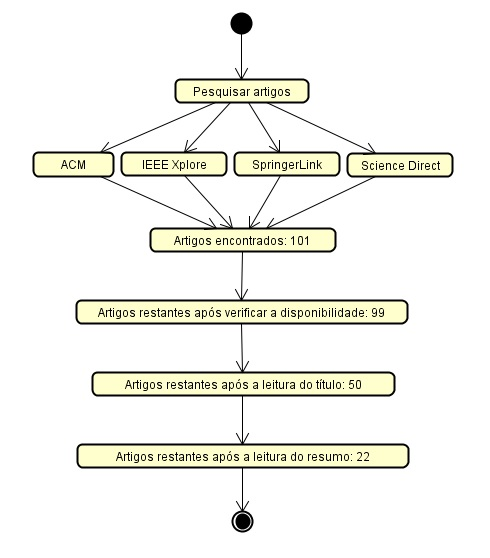 Pesquisar artigos
ACM
IEEE Xplore
SpringerLink
Science Direct
Artigos encontrados: 101
Artigos restantes após verificar a disponibilidade: 99
Artigos restantes após a leitura do título: 50
Artigos restantes após a leitura do resumo: 22